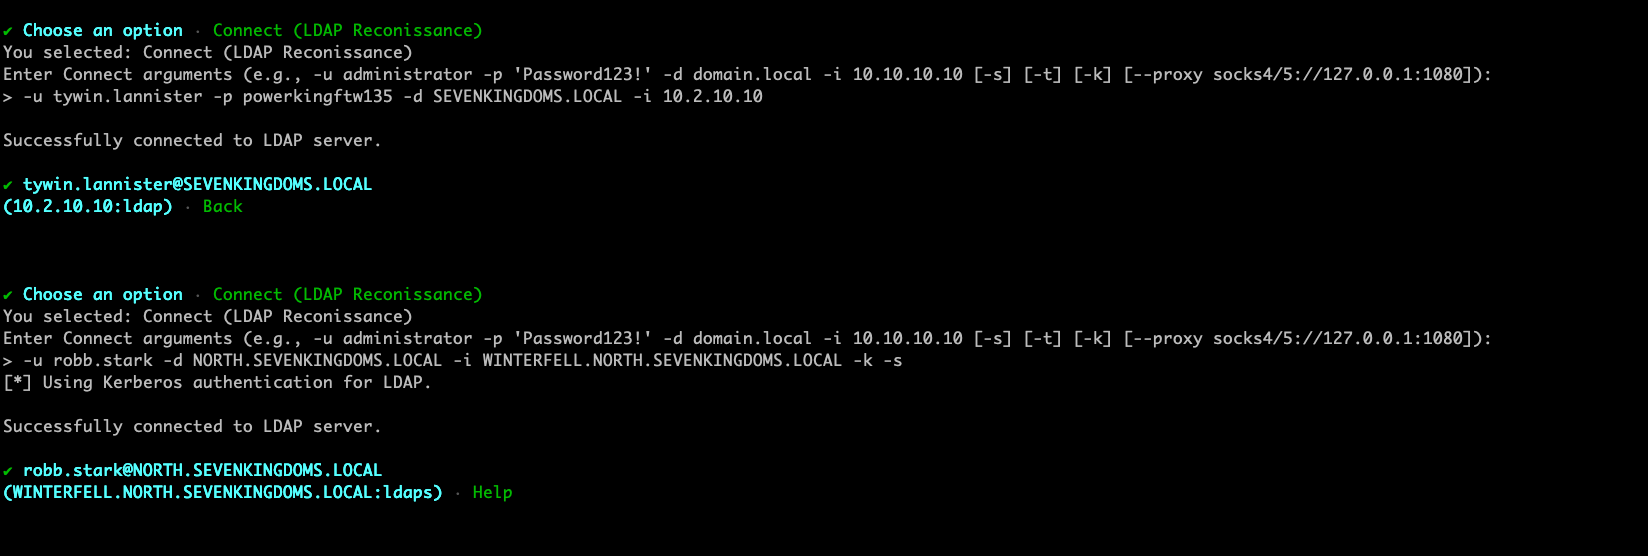 ✔ Choose an option · Connect (LDAP Reconissance)
You selected: Connect (LDAP Reconissance)
Enter Connect arguments (e.g., -u administrator -p 'Password123!' -d domain.local -i 10.10.10.10 [-s] [-t] [-k] [--proxy socks4/5://127.0.0.1:1080]):
> -u tywin.lannister -p powerkingftw135 -d SEVENKINGDOMS.LOCAL -i 10.2.10.10
Successfully connected to LDAP server.
✔ tywin.lannister@SEVENKINGDOMS.LOCAL
(10.2.10.10:ldap) · Back
✔ Choose an option · Connect (LDAP Reconissance)
You selected: Connect (LDAP Reconissance)
Enter Connect arguments (e.g., -u administrator -p 'Password123!' -d domain.local -i 10.10.10.10 [-s] [-t] [-k] [--proxy socks4/5://127.0.0.1:1080]):
> -u robb.stark -d NORTH.SEVENKINGDOMS.LOCAL -i WINTERFELL.NORTH.SEVENKINGDOMS.LOCAL -k -s
[*] Using Kerberos authentication for LDAP.
Successfully connected to LDAP server.
✔ robb.stark@NORTH.SEVENKINGDOMS.LOCAL
(WINTERFELL.NORTH.SEVENKINGDOMS.LOCAL:ldaps) · Help